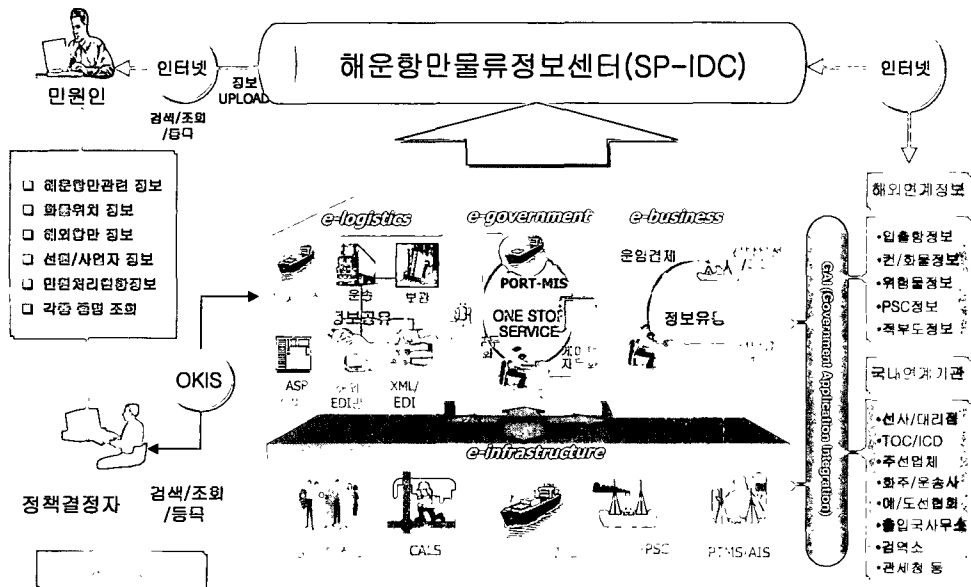 해운항만물류정보센터(SP-IDC)
민원인
인터넷
정보
UPLOAD
검색/조회
/등록
인터넷
□ 해운항만관련 정보
□ 화물위치 정보
□ 해외항만 정보
□ 선원/사업자 정보
□ 민원처리현황정보
□ 각종 증명 조회
e-logistics
e-government
e-business
운송
보관
정보공유
ASP
EDI
XML/
EDI
PORT-MIS
ONE STOP
SERVICE
운임결제
정보유통
OKIS
정책결정자
검색/조회
/등록
e-infrastructure
CALS
PSC
PTMS·AIS
GAI (Government Application Integration)
해외연계정보
•입출항정보
•컨/화물정보
•위험물정보
•PSC정보
•적부도정보
국내연계기관
•선사/대리점
•TOC/ICD
•주선업체
•화주/운송사
•예/도선협회
•출입국사무소
•검역소
•관세청 등